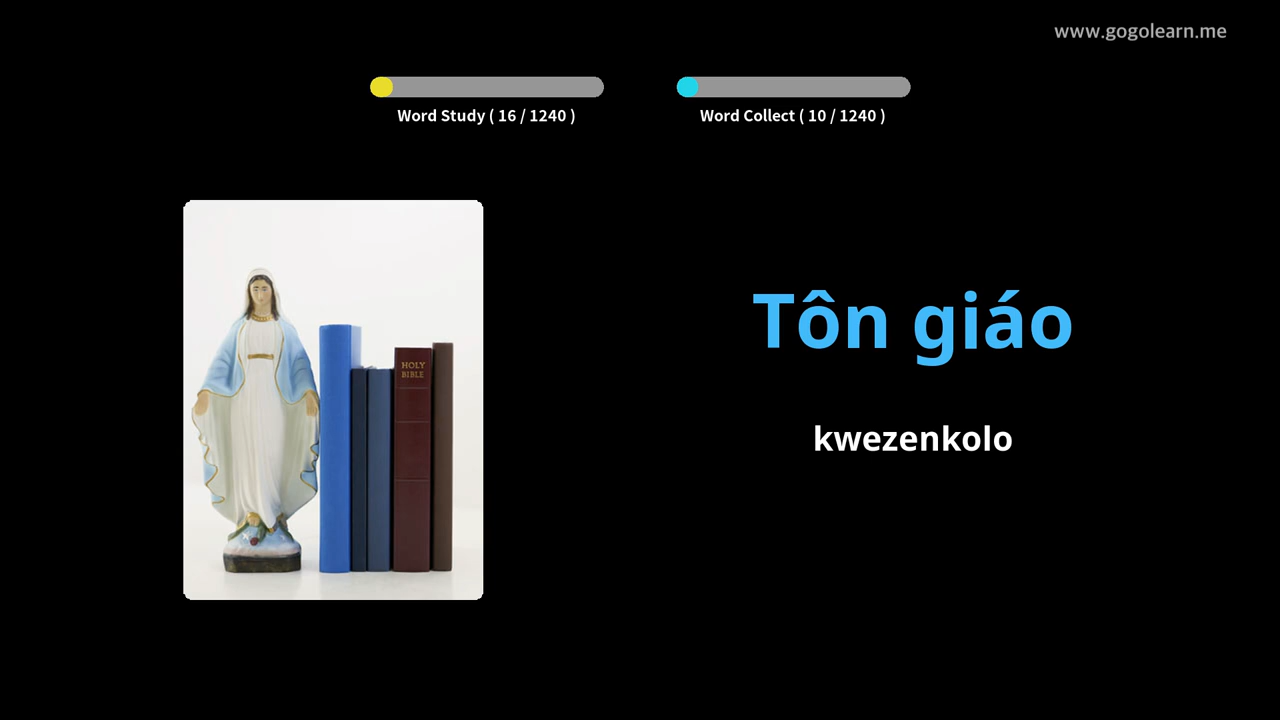 www.gogolearn.me
Word Study ( 16 / 1240 )
Word Collect ( 10 / 1240 )
HOLY
BIBLE
Tôn giáo
kwezenkolo